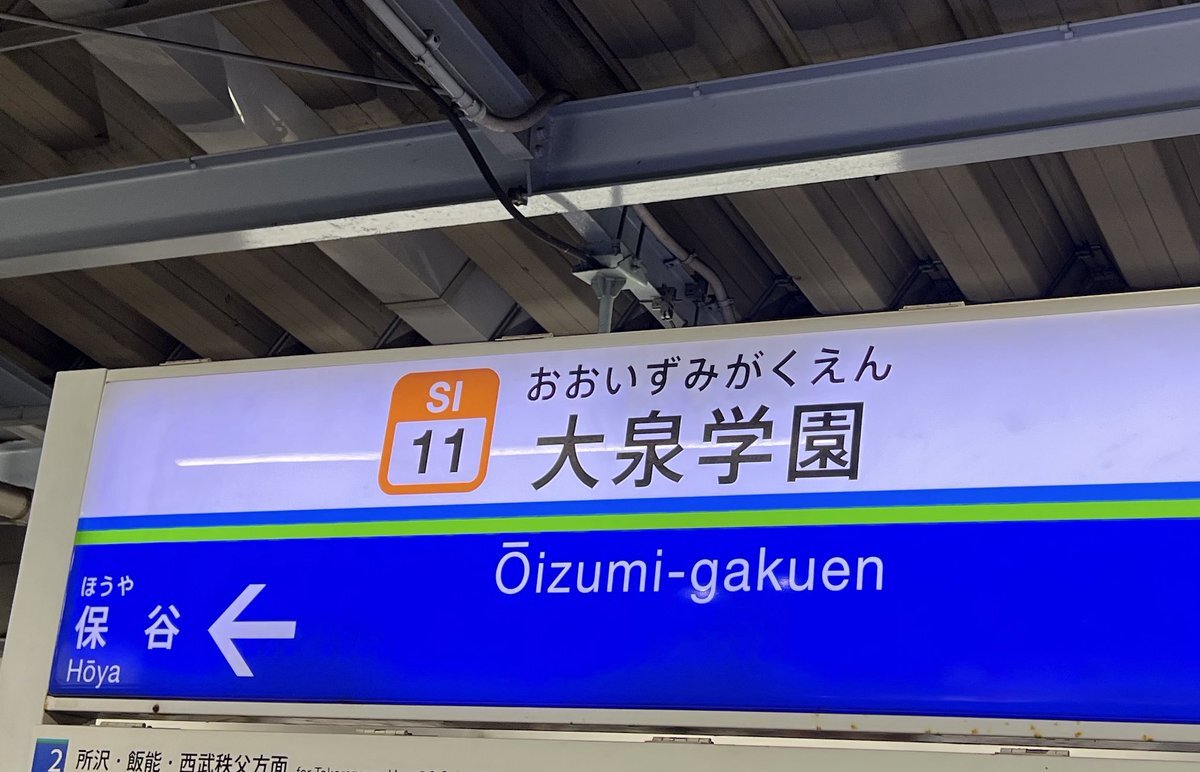 SI
11
おおいずみがくえん
大泉学園
Ōizumi-gakuen
ほうや
保谷
Hōya
2 所沢・飯能・西武秩父方面 for